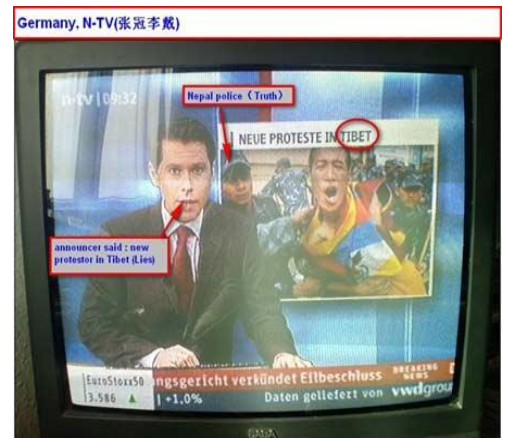 Germany, N-TV(张冠李戴)
n-tv | 09:32
Nepal police（Truth）
NEUE PROTESTE IN TIBET
announcer said : new
protestor in Tibet (Lies)
ngsgericht verkündet Eilbeschluss
BREAKING
NEWS
EuroStoxx50
3.586 ▲ | +1.0% Daten geliefert von vwdgrou